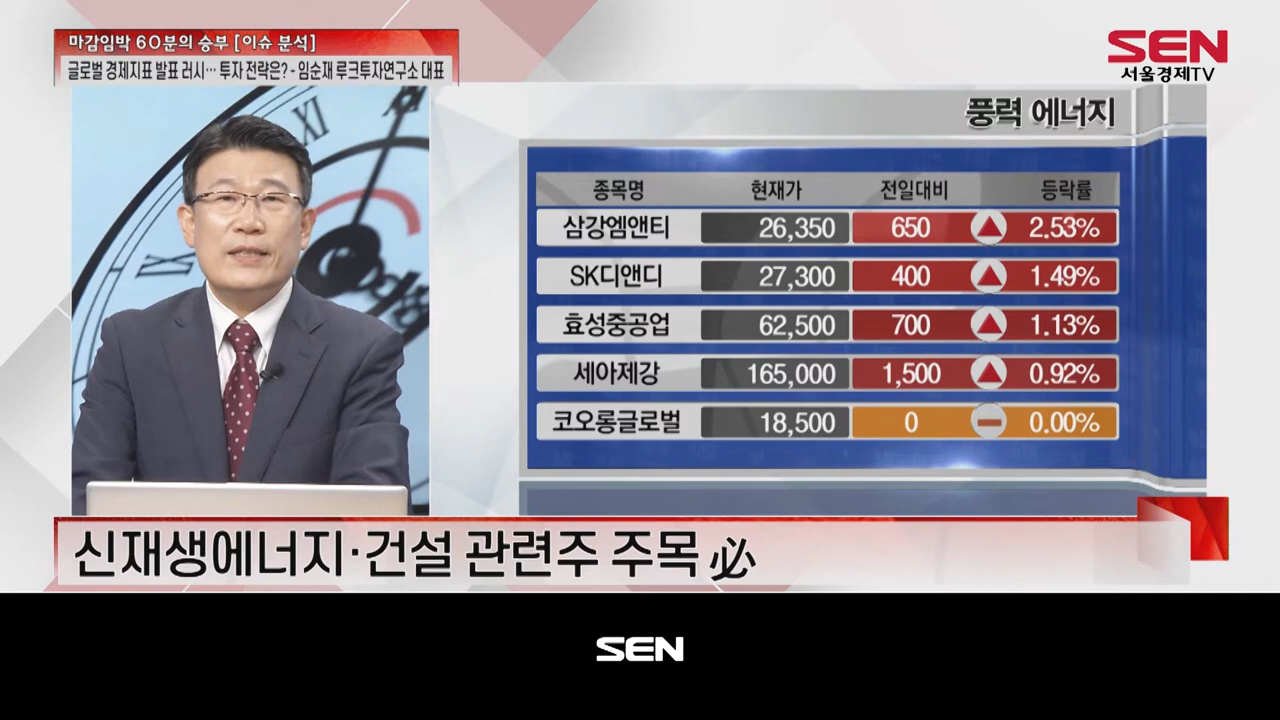 마감임박 60분의 승부 [이슈 분석]
글로벌 경제지표 발표 러시… 투자 전략은? - 임순재 루크투자연구소 대표
SEN
서울경제TV
XI
IX
풍력 에너지
종목명 현재가 전일대비 등락률
삼강엠앤티 26,350 650 ▲ 2.53%
SK디앤디 27,300 400 ▲ 1.49%
효성중공업 62,500 700 ▲ 1.13%
세아제강 165,000 1,500 ▲ 0.92%
코오롱글로벌 18,500 0 - 0.00%
신재생에너지·건설 관련주 주목 必
SEN